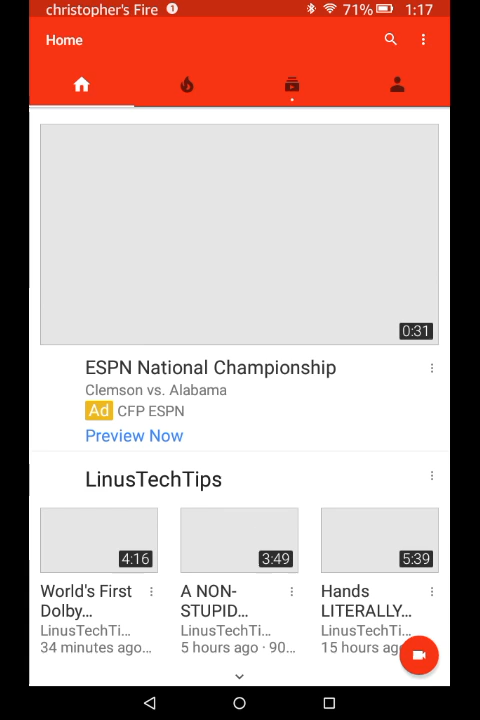 christopher's Fire 1 71% 1:17
Home
0:31
ESPN National Championship
Clemson vs. Alabama
Ad CFP ESPN
Preview Now
LinusTechTips
4:16 3:49 5:39
World's First A NON- Hands
Dolby... STUPID... LITERALLY...
LinusTechTi... LinusTechTi... LinusTechTi...
34 minutes ago... 5 hours ago · 90... 15 hours ag